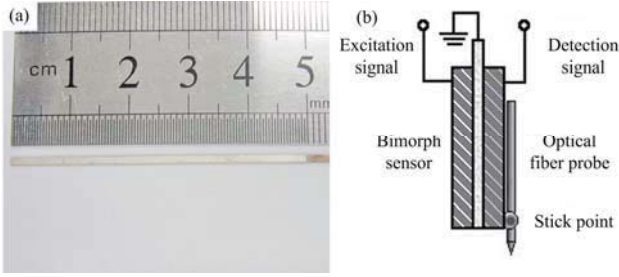 (a)
cm 1 2 3 4 5
mm
(b)
Excitation
signal
Detection
signal
Bimorph
sensor
Optical
fiber probe
Stick point